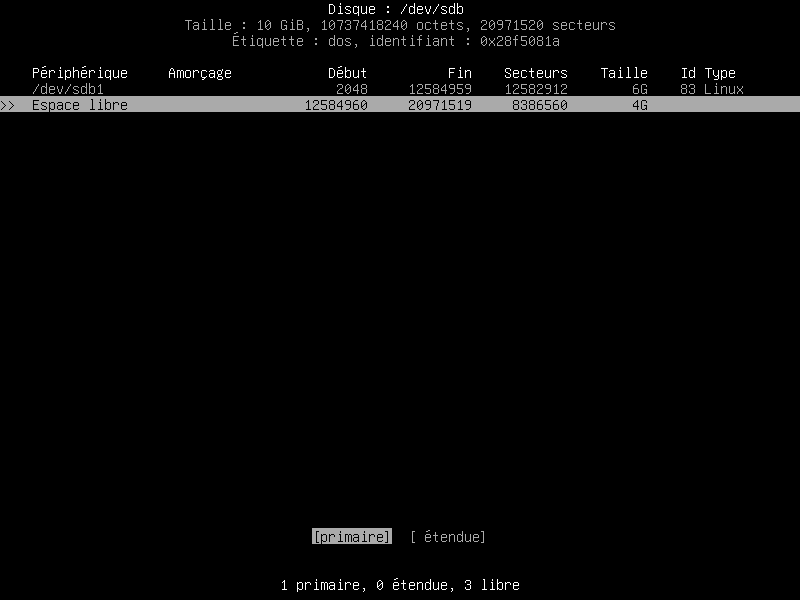 Disque : /dev/sdb
Taille : 10 GiB, 10737418240 octets, 20971520 secteurs
Étiquette : dos, identifiant : 0x28f5081a
Périphérique Amorçage Début Fin Secteurs Taille Id Type
/dev/sdb1 2048 12584959 12582912 6G 83 Linux
>> Espace libre 12584960 20971519 8386560 4G
[primaire] [ étendue]
1 primaire, 0 étendue, 3 libre